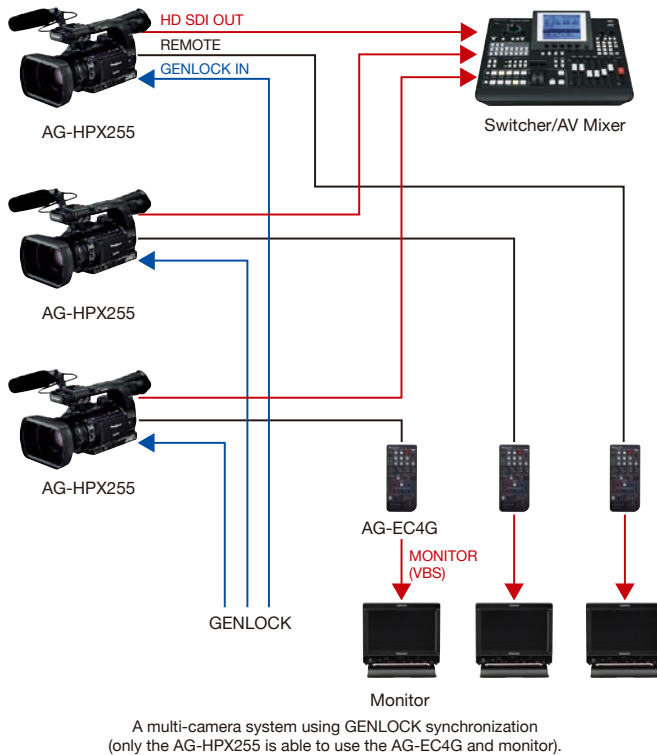 HD SDI OUT
REMOTE
GENLOCK IN
AG-HPX255
Switcher/AV Mixer
AG-HPX255
AG-HPX255
AG-EC4G
MONITOR
(VBS)
GENLOCK
Monitor
A multi-camera system using GENLOCK synchronization
(only the AG-HPX255 is able to use the AG-EC4G and monitor).